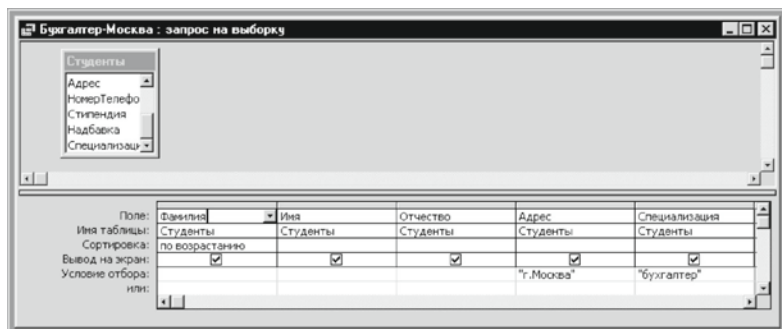 Бухгалтер-Москва : запрос на выборку
Студенты
Адрес
НомерТелефо
Стипендия
Надбавка
Специализаци
Поле: Фамилия Имя Отчество Адрес Специализация
Имя таблицы: Студенты Студенты Студенты Студенты Студенты
Сортировка: по возрастанию
Вывод на экран:
Условие отбора: "г.Москва" "бухгалтер"
или: